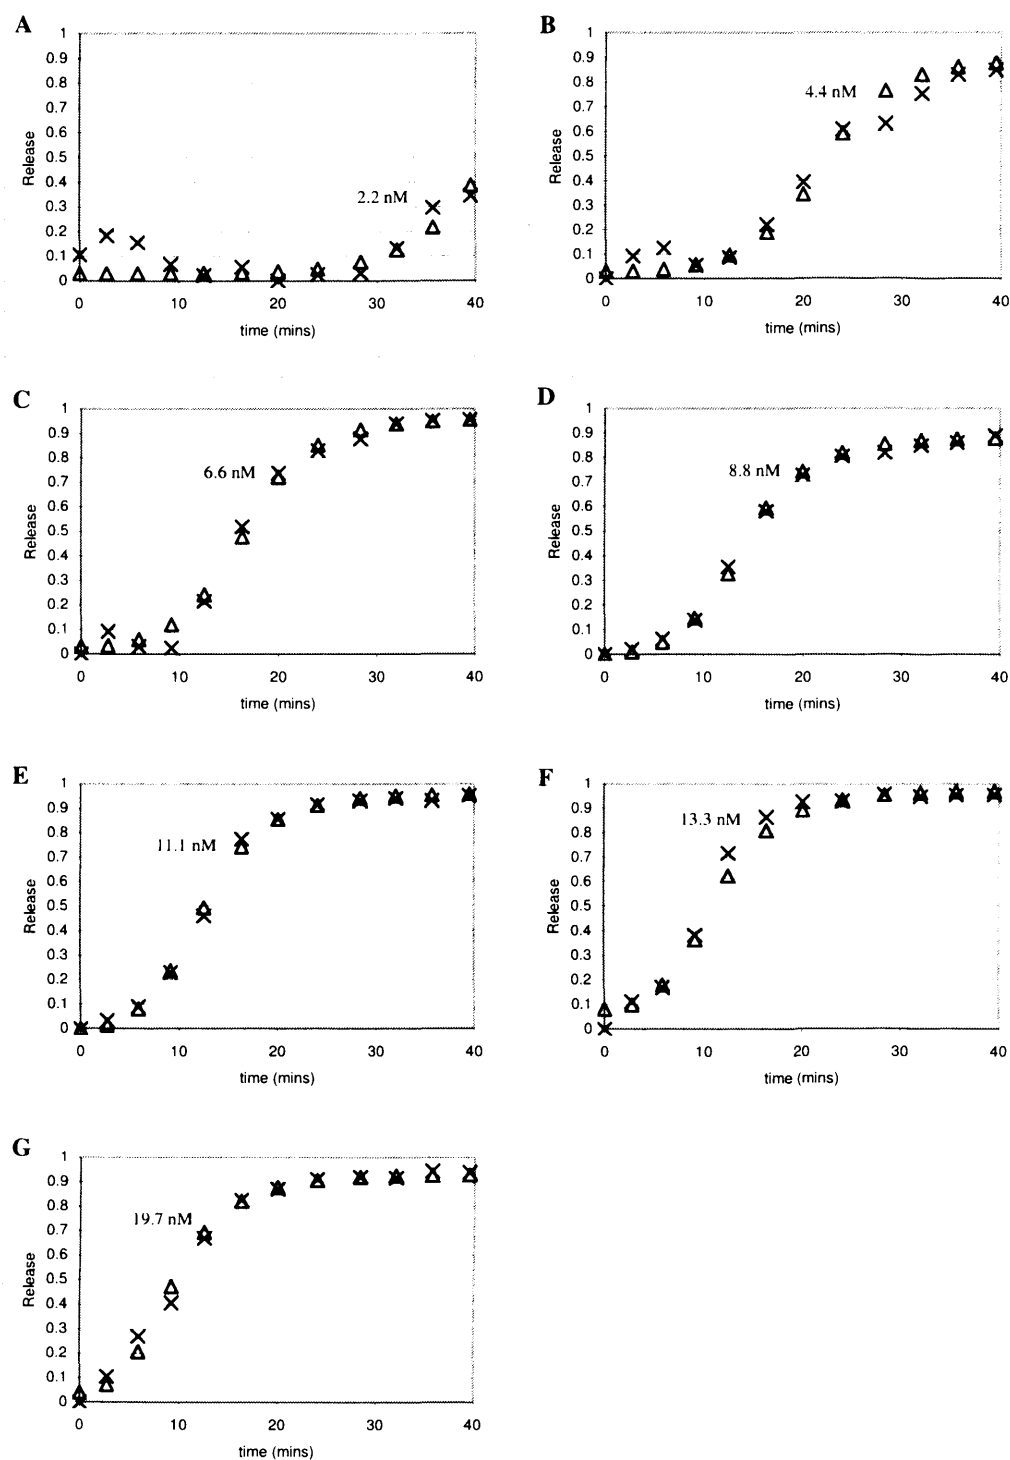 A
1
0.9
0.8
0.7
0.6
0.5
0.4
0.3
0.2
0.1
0
Release
2.2 nM
0 10 20 30 40
time (mins)
B
1
0.9
0.8
0.7
0.6
0.5
0.4
0.3
0.2
0.1
0
Release
4.4 nM
0 10 20 30 40
time (mins)
C
1
0.9
0.8
0.7
0.6
0.5
0.4
0.3
0.2
0.1
0
Release
6.6 nM
0 10 20 30 40
time (mins)
D
1
0.9
0.8
0.7
0.6
0.5
0.4
0.3
0.2
0.1
0
Release
8.8 nM
0 10 20 30 40
time (mins)
E
1
0.9
0.8
0.7
0.6
0.5
0.4
0.3
0.2
0.1
0
Release
11.1 nM
0 10 20 30 40
time (mins)
F
1
0.9
0.8
0.7
0.6
0.5
0.4
0.3
0.2
0.1
0
Release
13.3 nM
0 10 20 30 40
time (mins)
G
1
0.9
0.8
0.7
0.6
0.5
0.4
0.3
0.2
0.1
0
Release
19.7 nM
0 10 20 30 40
time (mins)